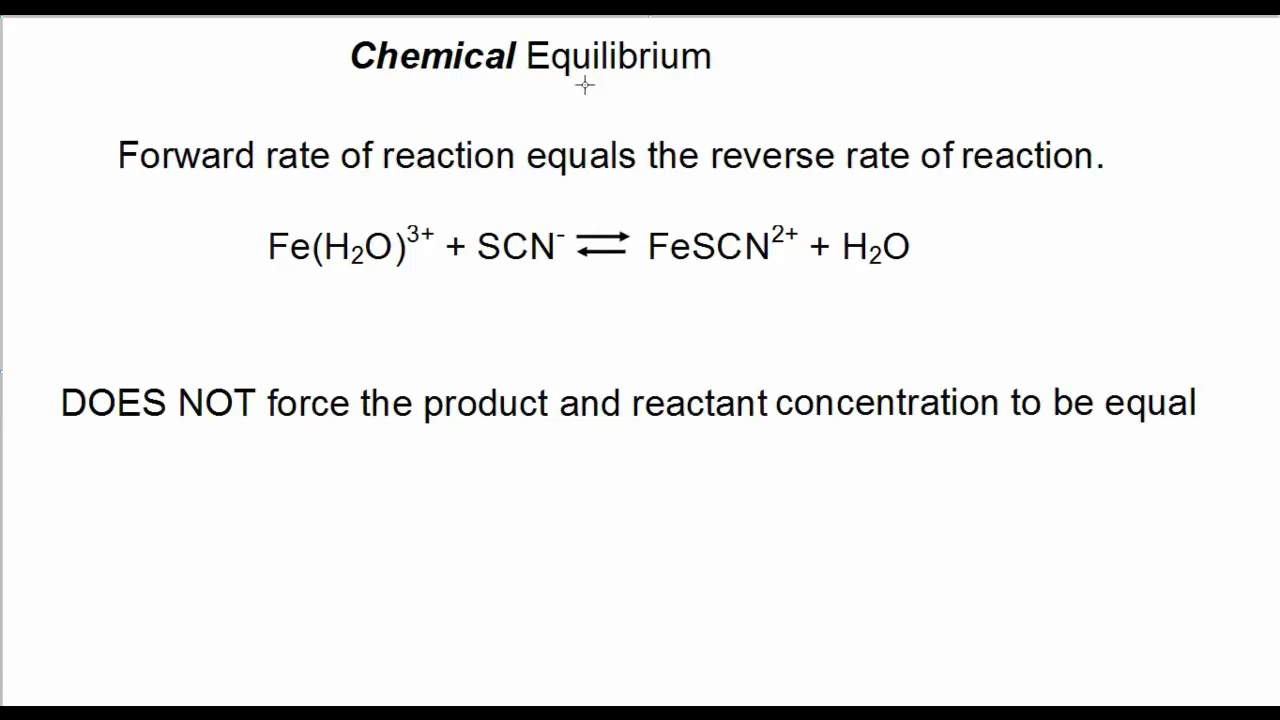 Chemical Equilibrium
Forward rate of reaction equals the reverse rate of reaction.
Fe(H₂O)³⁺ + SCN⁻ ⇌ FeSCN²⁺ + H₂O
DOES NOT force the product and reactant concentration to be equal